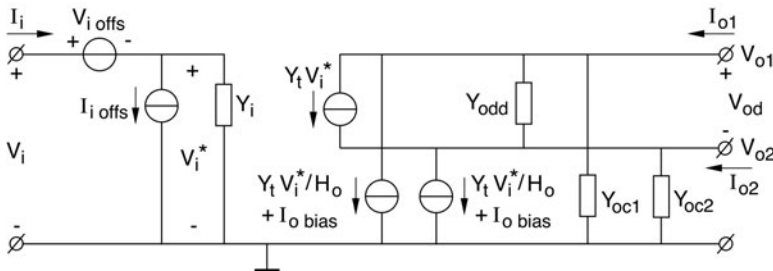 I_i
V_i offs
I_o1
+
-
+
V_o1
+
V_od
-
V_o2
I_o2
I_i offs
+
Y_i
V_i
V_i*
-
-
Y_t V_i*
Y_odd
Y_t V_i*/H_o
+ I_o bias
Y_t V_i*/H_o
+ I_o bias
Y_oc1
Y_oc2